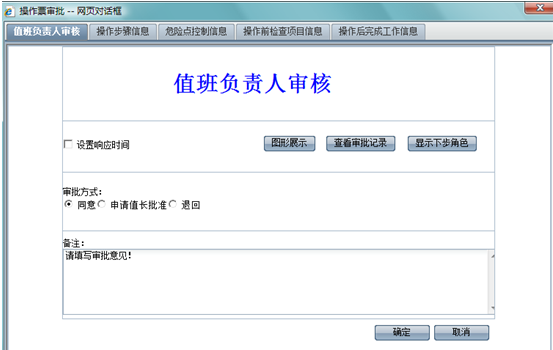 操作票审批 -- 网页对话框
值班负责人审核 操作步骤信息 危险点控制信息 操作前检查项目信息 操作后完成工作信息
值班负责人审核
设置响应时间 图形展示 查看审批记录 显示下步角色
审批方式：
同意 申请值长批准 退回
备注：
请填写审批意见！
确定 取消